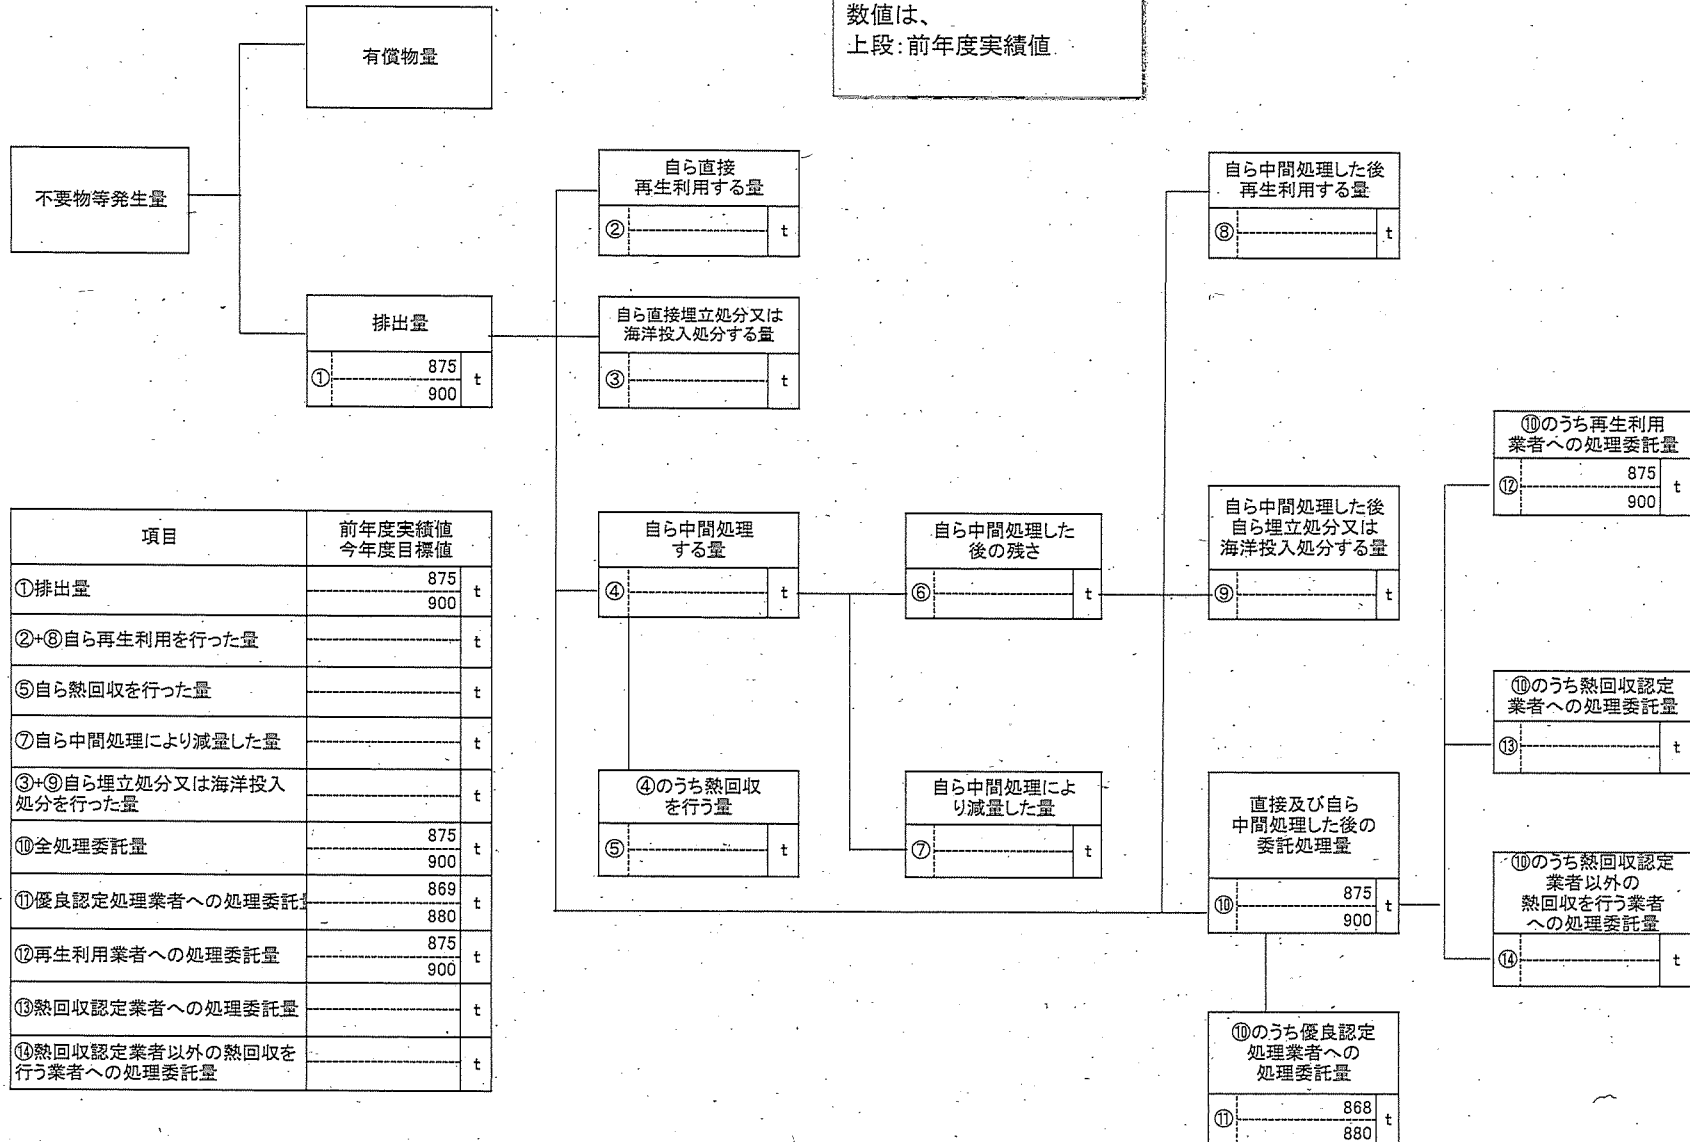 数値は、
上段:前年度実績値
有償物量
不要物等発生量
排出量
① 875 t
900
自ら直接
再生利用する量
② t
自ら直接埋立処分又は
海洋投入処分する量
③ t
自ら中間処理
する量
④ t
④のうち熱回収
を行う量
⑤ t
自ら中間処理した
後の残さ
⑥ t
自ら中間処理によ
り減量した量
⑦ t
自ら中間処理した後
再生利用する量
⑧ t
自ら中間処理した後
自ら埋立処分又は
海洋投入処分する量
⑨ t
直接及び自ら
中間処理した後の
委託処理量
⑩ 875 t
900
⑩のうち優良認定
処理業者への
処理委託量
⑪ 868 t
880
⑩のうち再生利用
業者への処理委託量
⑫ 875 t
900
⑩のうち熱回収認定
業者への処理委託量
⑬ t
⑩のうち熱回収認定
業者以外の
熱回収を行う業者
への処理委託量
⑭ t
項目 前年度実績値
今年度目標値
①排出量 875 t
900
②+⑧自ら再生利用を行った量 t
⑤自ら熱回収を行った量 t
⑦自ら中間処理により減量した量 t
③+⑨自ら埋立処分又は海洋投入
処分を行った量 t
⑩全処理委託量 875 t
900
⑪優良認定処理業者への処理委託 869 t
880
⑫再生利用業者への処理委託量 875 t
900
⑬熱回収認定業者への処理委託量 t
⑭熱回収認定業者以外の熱回収を
行う業者への処理委託量 t